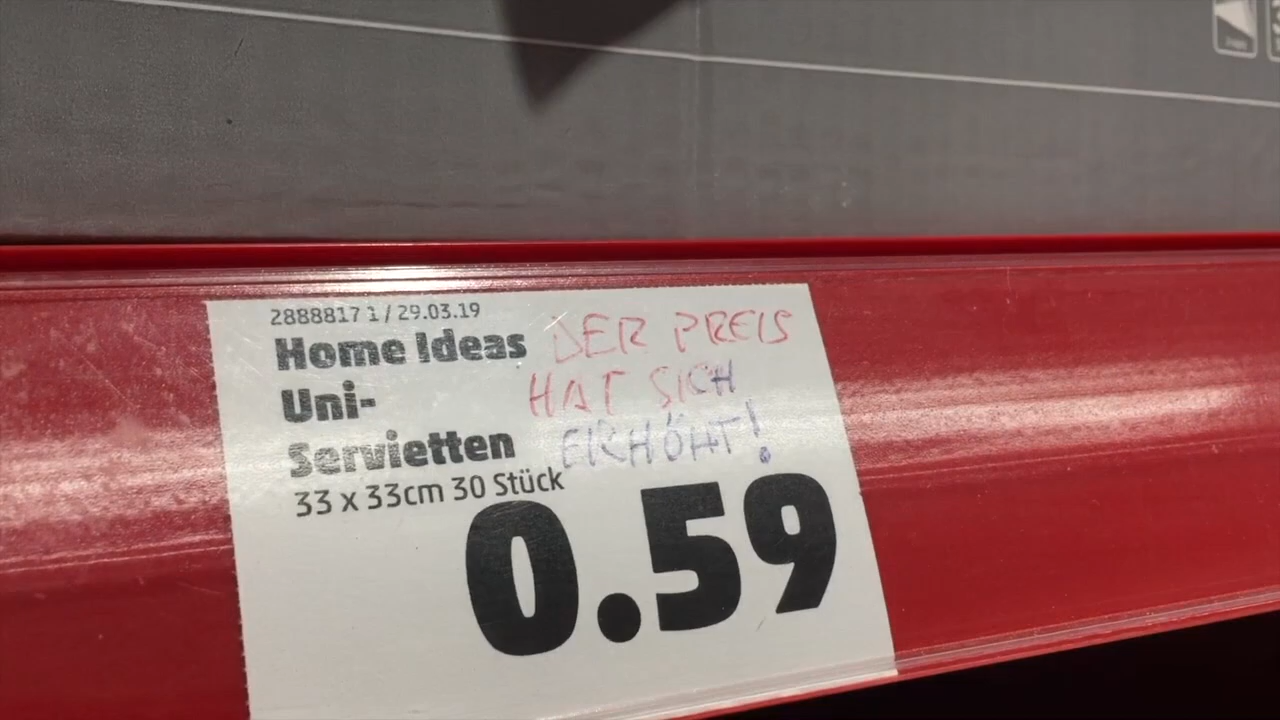 2888817 1 / 29.03.19
Home Ideas
Uni-
Servietten
33 x 33cm 30 Stück
DER PREIS
HAT SICH
ERHÖHT!
0.59